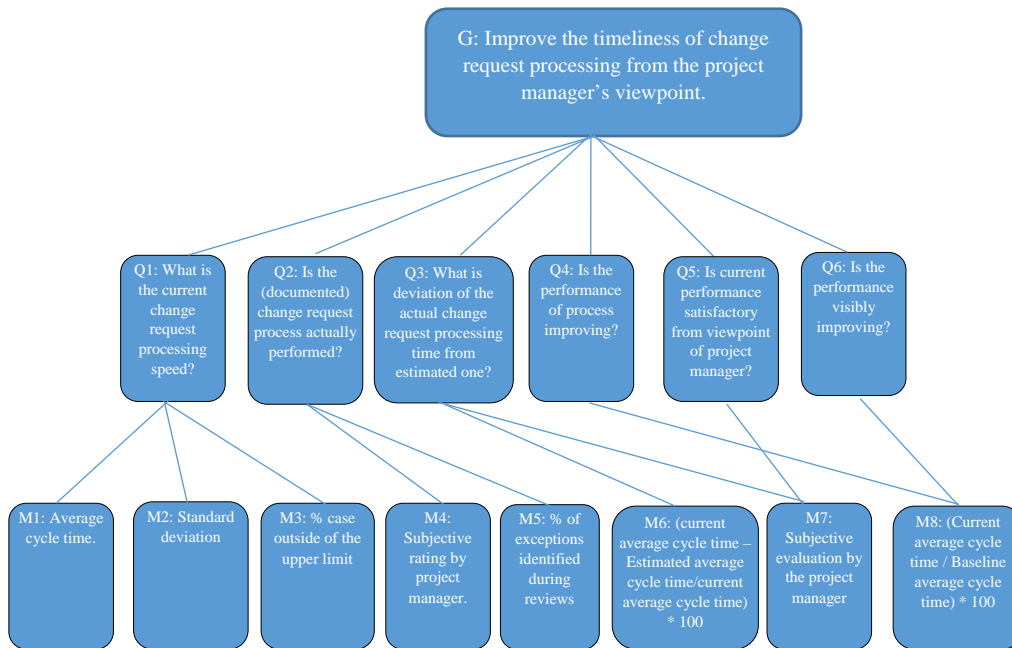 G: Improve the timeliness of change
request processing from the project
manager’s viewpoint.
Q1: What is
the current
change
request
processing
speed?
Q2: Is the
(documented)
change request
process actually
performed?
Q3: What is
deviation of the
actual change
request processing
time from
estimated one?
Q4: Is the
performance
of process
improving?
Q5: Is current
performance
satisfactory
from viewpoint
of project
manager?
Q6: Is the
performance
visibly
improving?
M1: Average
cycle time.
M2: Standard
deviation
M3: % case
outside of the
upper limit
M4:
Subjective
rating by
project
manager.
M5: % of
exceptions
identified
during
reviews
M6: (current
average cycle time –
Estimated average
cycle time/current
average cycle time)
* 100
M7:
Subjective
evaluation by
the project
manager
M8: (Current
average cycle
time / Baseline
average cycle
time) * 100